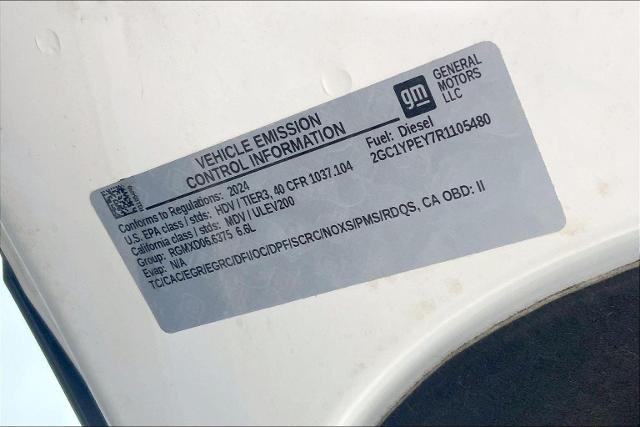 VEHICLE EMISSION
CONTROL INFORMATION
gm
GENERAL
MOTORS
LLC
Conforms to Regulations: 2024
U.S. EPA class / stds: HDV / TIER3, 40 CFR 1037.104
California class / stds: MDV / ULEV200
Group: RGMXD06.6375 6.6L
Evap: N/A
TC/CAC/EGR/EGRC/DFI/OC/DPF/SCRC/NOXS/PMS/RDQS, CA OBD: II
Fuel: Diesel
2GC1YPEY7R1105480